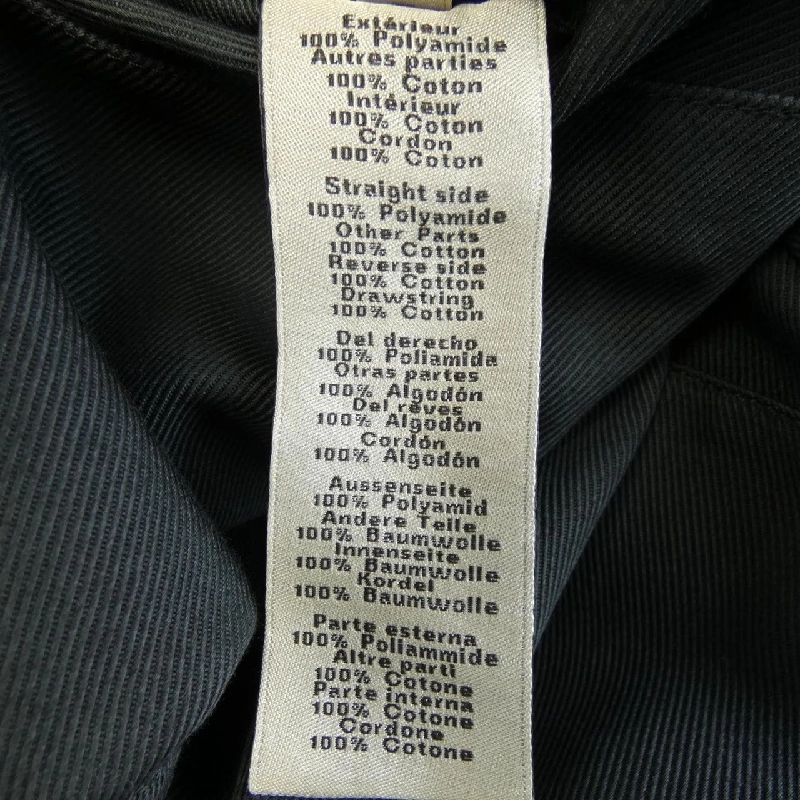 Extérieur
100% Polyamide
Autres parties
100% Coton
Intérieur
100% Coton
Cordon
100% Coton
Straight side
100% Polyamide
Other Parts
100% Cotton
Reverse side
100% Cotton
Drawstring
100% Cotton
Del derecho
100% Poliamida
Otras partes
100% Algodón
Del rêves
100% Algodón
Cordón
100% Algodón
Aussenseite
100% Polyamid
Andere Teile
100% Baumwolle
Innenseite
100% Baumwolle
Kordel
100% Baumwolle
Parte esterna
100% Poliammide
Altre parti
100% Cotone
Parte interna
100% Cotone
Cordone
100% Cotone